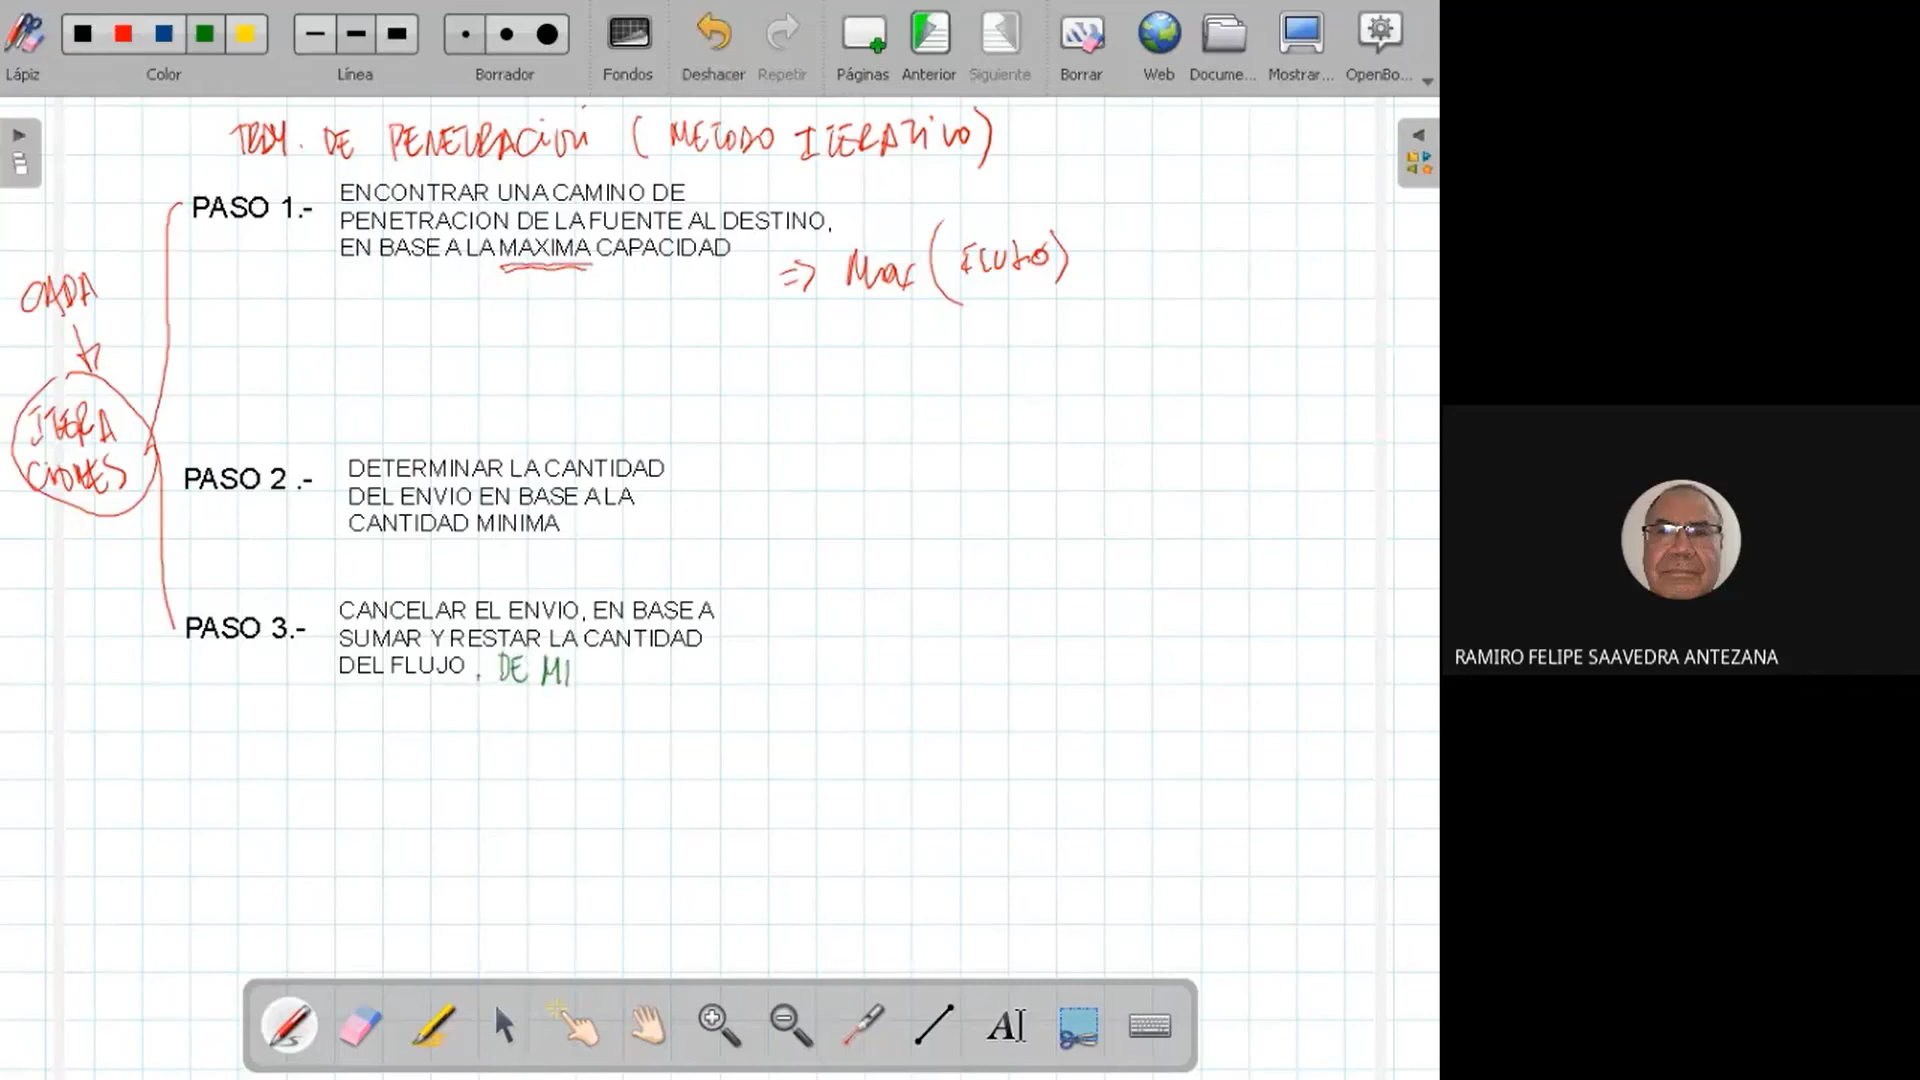 Lápiz
Color
Línea
Borrador
Fondos
Deshacer
Repetir
Páginas
Anterior
Siguiente
Borrar
Web
Docume...
Mostrar...
OpenBo...
DE PENETRACION ( METODO ITERATIVO)
PASO 1.-
ENCONTRAR UNA CAMINO DE
PENETRACION DE LA FUENTE AL DESTINO,
EN BASE A LA MAXIMA CAPACIDAD
=> Max
CADA
ITERA
CIONES
PASO 2 .-
DETERMINAR LA CANTIDAD
DEL ENVIO EN BASE A LA
CANTIDAD MINIMA
PASO 3.-
CANCELAR EL ENVIO, EN BASE A
SUMAR Y RESTAR LA CANTIDAD
DEL FLUJO . DE MI
RAMIRO FELIPE SAAVEDRA ANTEZANA